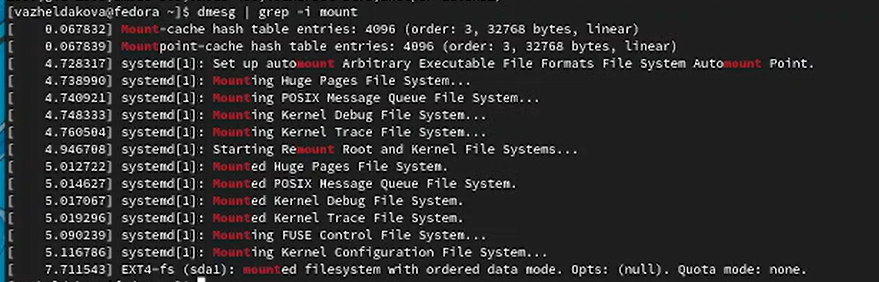 [vazheldakova@fedora ~]$ dmesg | grep -i mount
[    0.067832] Mount-cache hash table entries: 4096 (order: 3, 32768 bytes, linear)
[    0.067839] Mountpoint-cache hash table entries: 4096 (order: 3, 32768 bytes, linear)
[    4.728317] systemd[1]: Set up automount Arbitrary Executable File Formats File System Automount Point.
[    4.738990] systemd[1]: Mounting Huge Pages File System...
[    4.740921] systemd[1]: Mounting POSIX Message Queue File System...
[    4.748333] systemd[1]: Mounting Kernel Debug File System...
[    4.760504] systemd[1]: Mounting Kernel Trace File System...
[    4.946708] systemd[1]: Starting Remount Root and Kernel File Systems...
[    5.012722] systemd[1]: Mounted Huge Pages File System.
[    5.014627] systemd[1]: Mounted POSIX Message Queue File System.
[    5.017067] systemd[1]: Mounted Kernel Debug File System.
[    5.019296] systemd[1]: Mounted Kernel Trace File System.
[    5.090239] systemd[1]: Mounting FUSE Control File System...
[    5.116786] systemd[1]: Mounting Kernel Configuration File System...
[    7.711543] EXT4-fs (sda1): mounted filesystem with ordered data mode. Opts: (null). Quota mode: none.